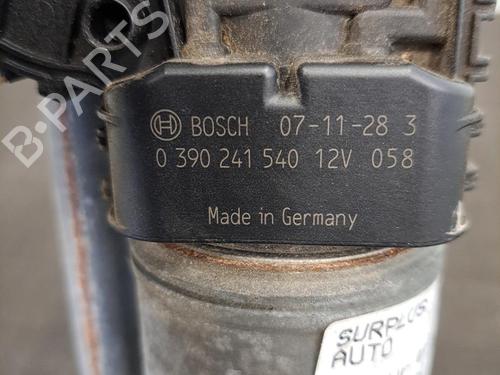 B-PARTS
BOSCH 07-11-28 3
0 390 241 540 12V 058
Made in Germany
SURPLUS
AUTO